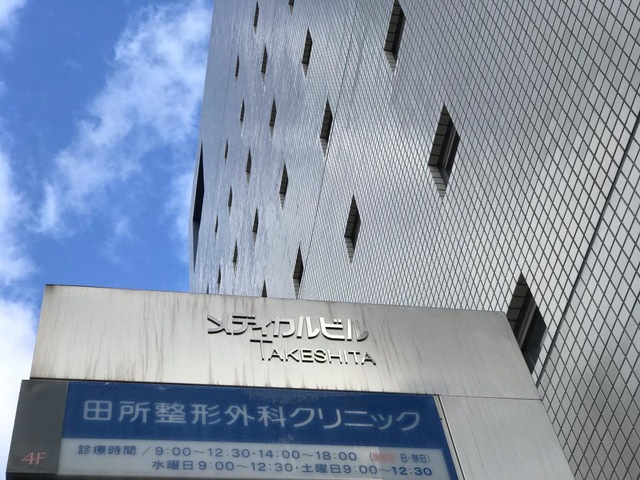 メディカルビル
TAKESHITA
田所整形外科クリニック
4F
診療時間/9:00〜12:30・14:00〜18:00 (日・祭日)
水曜日9:00〜12:30・土曜日9:00〜12:30